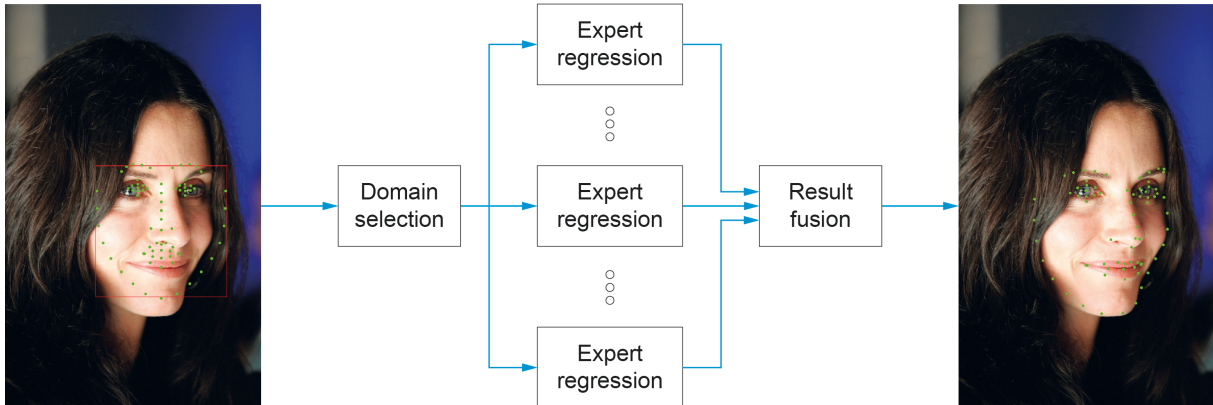 Expert
regression
Domain
selection
Expert
regression
Result
fusion
Expert
regression